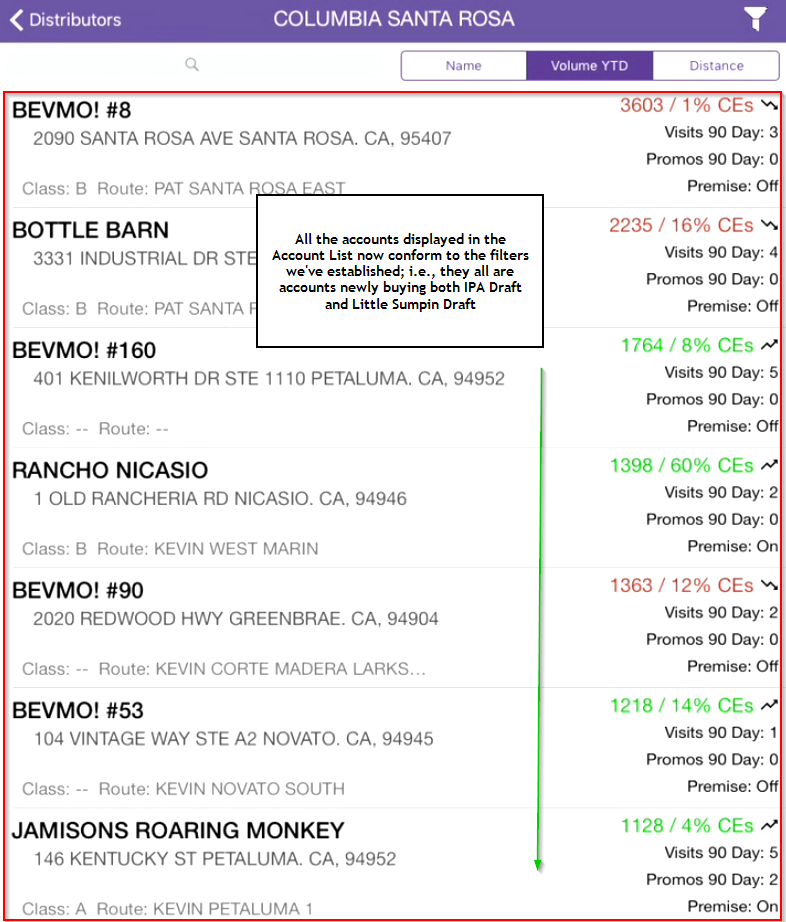 Distributors
COLUMBIA SANTA ROSA
Name
Volume YTD
Distance
BEVMO! #8
3603 / 1% CEs
2090 SANTA ROSA AVE SANTA ROSA. CA, 95407
Visits 90 Day: 3
Promos 90 Day: 0
Class: B Route: PAT SANTA ROSA EAST
Premise: Off
BOTTLE BARN
2235 / 16% CEs
3331 INDUSTRIAL DR STE
Visits 90 Day: 4
Promos 90 Day: 0
Class: B Route: PAT SANTA
Premise: Off
All the accounts displayed in the
Account List now conform to the filters
we've established; i.e., they all are
accounts newly buying both IPA Draft
and Little Sumpin Draft
BEVMO! #160
1764 / 8% CEs
401 KENILWORTH DR STE 1110 PETALUMA. CA, 94952
Visits 90 Day: 5
Promos 90 Day: 0
Class: -- Route: --
Premise: Off
RANCHO NICASIO
1398 / 60% CEs
1 OLD RANCHERIA RD NICASIO. CA, 94946
Visits 90 Day: 2
Promos 90 Day: 0
Class: B Route: KEVIN WEST MARIN
Premise: On
BEVMO! #90
1363 / 12% CEs
2020 REDWOOD HWY GREENBRAE. CA, 94904
Visits 90 Day: 2
Promos 90 Day: 0
Class: -- Route: KEVIN CORTE MADERA LARKS...
Premise: Off
BEVMO! #53
1218 / 14% CEs
104 VINTAGE WAY STE A2 NOVATO. CA, 94945
Visits 90 Day: 1
Promos 90 Day: 0
Class: -- Route: KEVIN NOVATO SOUTH
Premise: Off
JAMISONS ROARING MONKEY
1128 / 4% CEs
146 KENTUCKY ST PETALUMA. CA, 94952
Visits 90 Day: 5
Promos 90 Day: 2
Class: A Route: KEVIN PETALUMA 1
Premise: On